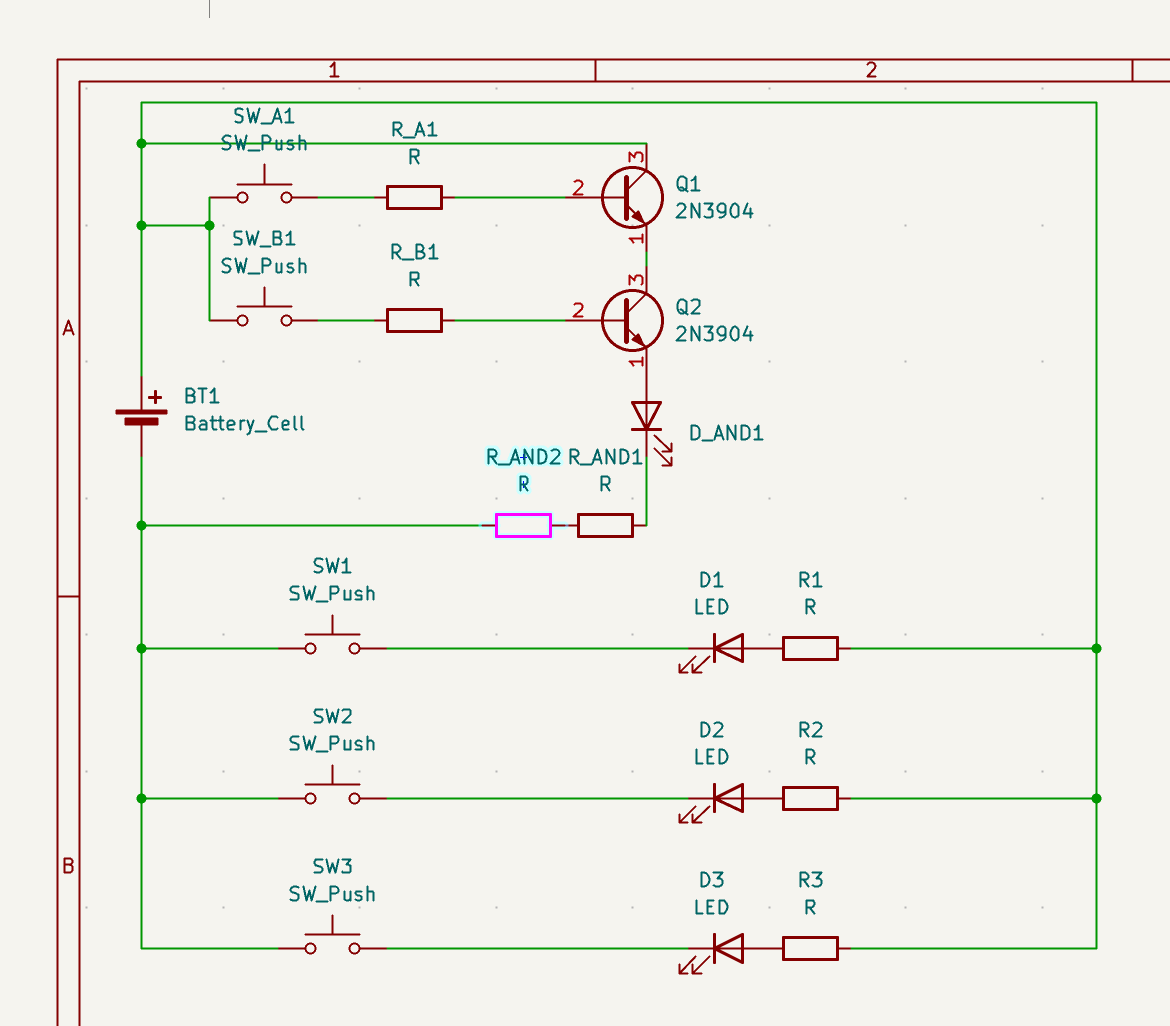 1
2
SW_A1
SW_Push
R_A1
R
3
Q1
2N3904
2
1
SW_B1
SW_Push
R_B1
R
3
Q2
2N3904
2
1
A
+
BT1
Battery_Cell
D_AND1
R_AND2
R
R_AND1
R
SW1
SW_Push
D1
LED
R1
R
SW2
SW_Push
D2
LED
R2
R
B
SW3
SW_Push
D3
LED
R3
R